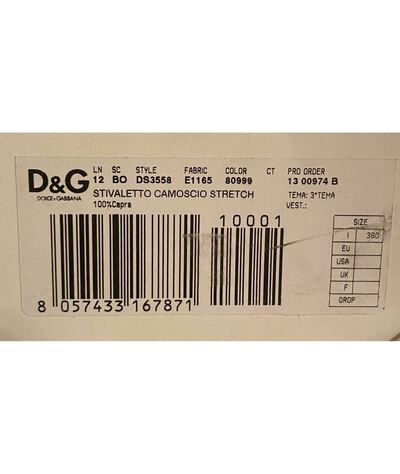 D&G
DOLCE & GABBANA
LN SC STYLE FABRIC COLOR CT PRO ORDER
12 BO DS3558 E1165 80999 13 00974 B
STIVALETTO CAMOSCIO STRETCH
100%Capra
TEMA: 3°TEMA
VEST.:
10001
8 057433 167871
SIZE
I 390
EU
USA
UK
F
DROP